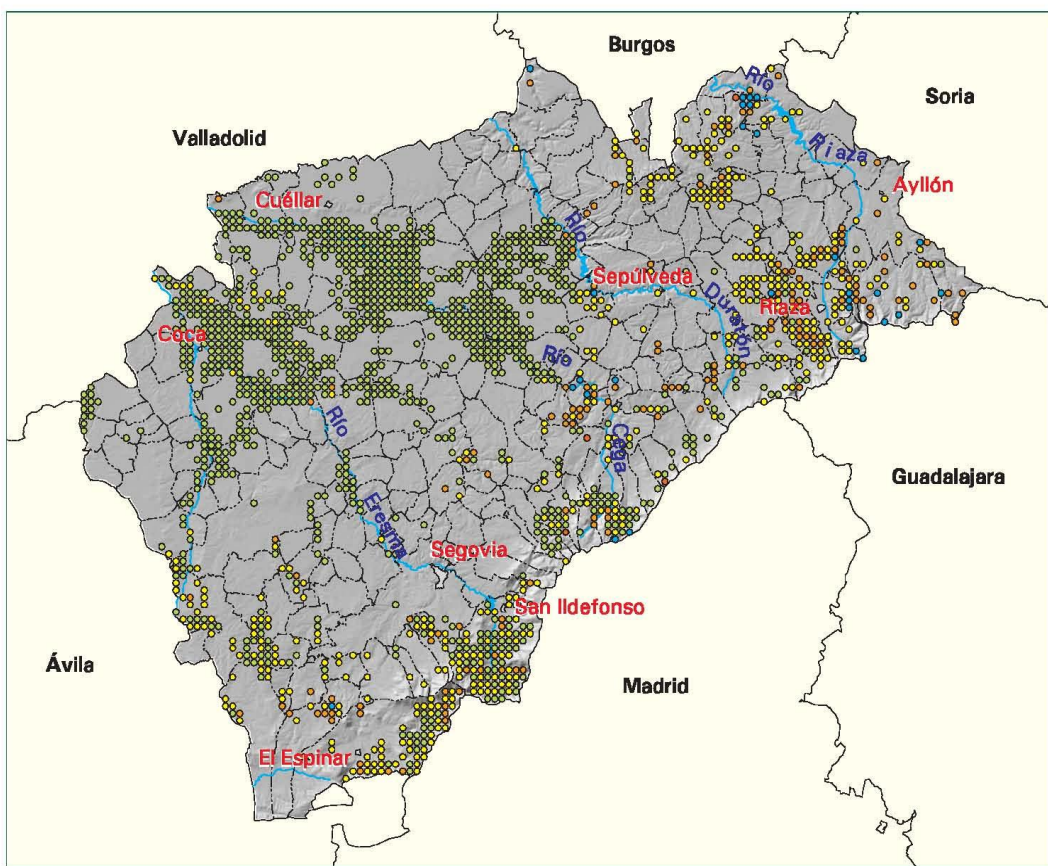 Burgos
Soria
Valladolid
Río
Riaza
Ayllón
Cuéllar
Río
Sepúlveda
Duratón
Riaza
Coca
Río
Cega
Río
Guadalajara
Eresma
Segovia
San Ildefonso
Ávila
Madrid
El Espinar